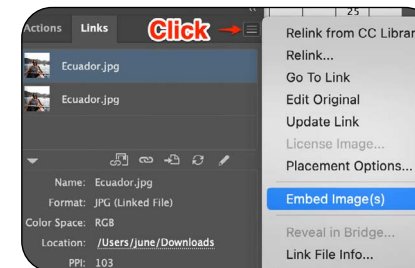 Actions Links Click
25
Ecuador.jpg
Ecuador.jpg
Name: Ecuador.jpg
Format: JPG (Linked File)
Color Space: RGB
Location: /Users/june/Downloads
PPI: 103
Relink from CC Librar
Relink...
Go To Link
Edit Original
Update Link
License Image...
Placement Options...
Embed Image(s)
Reveal in Bridge...
Link File Info...